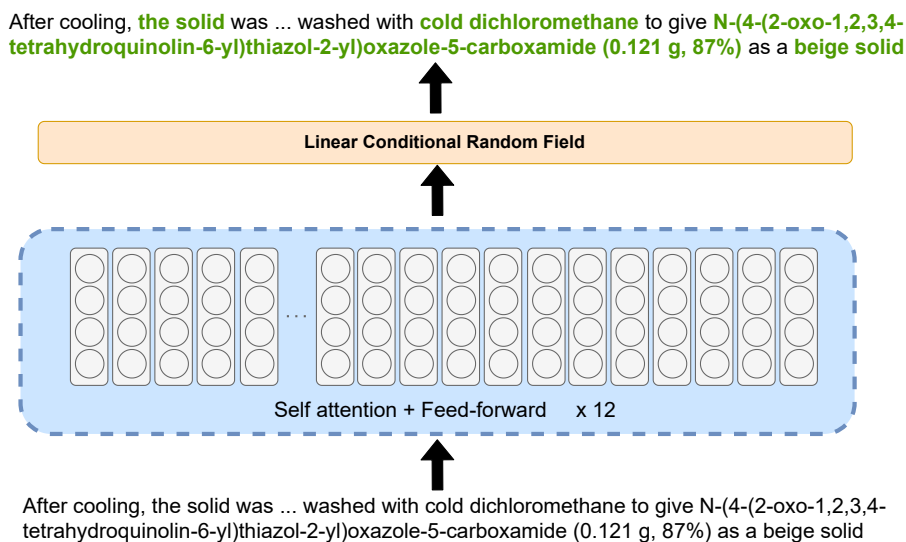 After cooling, the solid was ... washed with cold dichloromethane to give N-(4-(2-oxo-1,2,3,4-
tetrahydroquinolin-6-yl)thiazol-2-yl)oxazole-5-carboxamide (0.121 g, 87%) as a beige solid
Linear Conditional Random Field
...
Self attention + Feed-forward x 12
After cooling, the solid was ... washed with cold dichloromethane to give N-(4-(2-oxo-1,2,3,4-
tetrahydroquinolin-6-yl)thiazol-2-yl)oxazole-5-carboxamide (0.121 g, 87%) as a beige solid